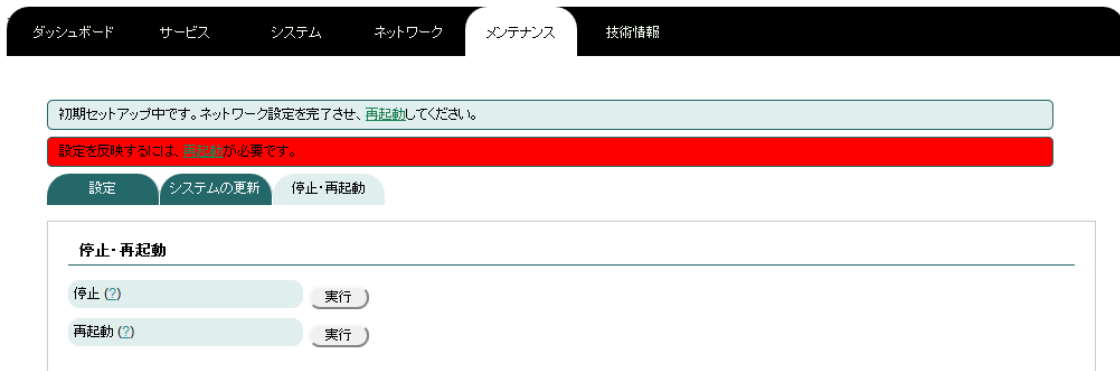 ダッシュボード サービス システム ネットワーク メンテナンス 技術情報
初期セットアップ中です。ネットワーク設定を完了させ、再起動してください。
設定を反映するには、再起動が必要です。
設定 システムの更新 停止・再起動
停止・再起動
停止 (?) 実行
再起動 (?) 実行